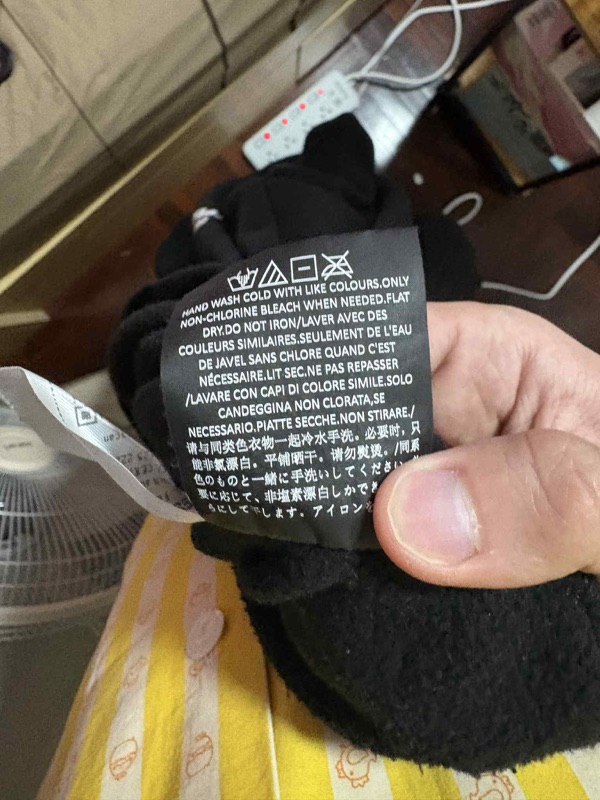 HAND WASH COLD WITH LIKE COLOURS.ONLY
NON-CHLORINE BLEACH WHEN NEEDED.FLAT
DRY.DO NOT IRON/LAVER AVEC DES
COULEURS SIMILAIRES.SEULEMENT DE L'EAU
DE JAVEL SANS CHLORE QUAND C'EST
NÉCESSAIRE.LIT SEC.NE PAS REPASSER
/LAVARE CON CAPI DI COLORE SIMILE.SOLO
CANDEGGINA NON CLORATA,SE
NECESSARIO.PIATTE SECCHE.NON STIRARE./
请与同类色衣物一起冷水手洗。必要时，只
能非氯漂白。平铺晒干。请勿熨烫。/同系
色のものと一緒に手洗いしてください。
要に応じて、非塩素漂白しかでき
らにして干します。アイロンを